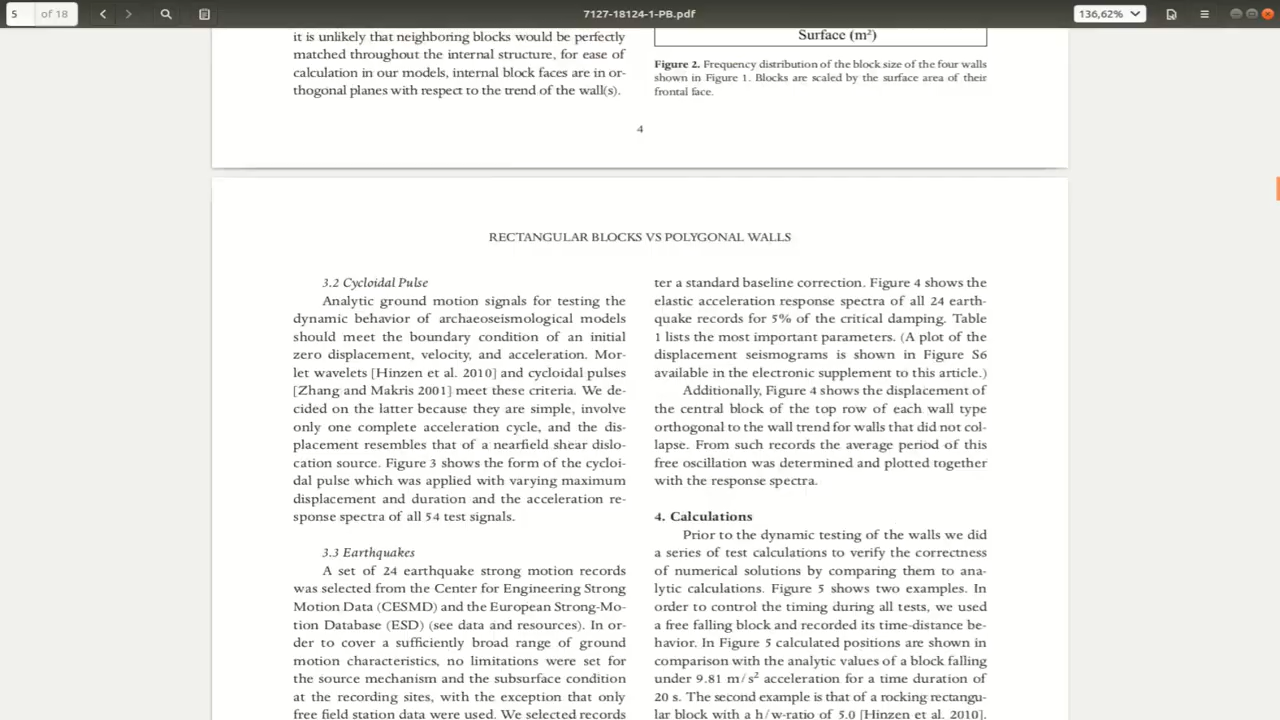 5
of 18
7127-18124-1-PB.pdf
136,62%
it is unlikely that neighboring blocks would be perfectly
matched throughout the internal structure, for ease of
calculation in our models, internal block faces are in or-
thogonal planes with respect to the trend of the wall(s).
Surface (m²)
Figure 2. Frequency distribution of the block size of the four walls
shown in Figure 1. Blocks are scaled by the surface area of their
frontal face.
4
RECTANGULAR BLOCKS VS POLYGONAL WALLS
3.2 Cycloidal Pulse
Analytic ground motion signals for testing the
dynamic behavior of archaeoseismological models
should meet the boundary condition of an initial
zero displacement, velocity, and acceleration. Mor-
let wavelets [Hinzen et al. 2010] and cycloidal pulses
[Zhang and Makris 2001] meet these criteria. We de-
cided on the latter because they are simple, involve
only one complete acceleration cycle, and the dis-
placement resembles that of a nearfield shear dislo-
cation source. Figure 3 shows the form of the cycloi-
dal pulse which was applied with varying maximum
displacement and duration and the acceleration re-
sponse spectra of all 54 test signals.
3.3 Earthquakes
A set of 24 earthquake strong motion records
was selected from the Center for Engineering Strong
Motion Data (CESMD) and the European Strong-Mo-
tion Database (ESD) (see data and resources). In or-
der to cover a sufficiently broad range of ground
motion characteristics, no limitations were set for
the source mechanism and the subsurface condition
at the recording sites, with the exception that only
free field station data were used. We selected records
ter a standard baseline correction. Figure 4 shows the
elastic acceleration response spectra of all 24 earth-
quake records for 5% of the critical damping. Table
1 lists the most important parameters. (A plot of the
displacement seismograms is shown in Figure S6
available in the electronic supplement to this article.)
Additionally, Figure 4 shows the displacement of
the central block of the top row of each wall type
orthogonal to the wall trend for walls that did not col-
lapse. From such records the average period of this
free oscillation was determined and plotted together
with the response spectra.
4. Calculations
Prior to the dynamic testing of the walls we did
a series of test calculations to verify the correctness
of numerical solutions by comparing them to ana-
lytic calculations. Figure 5 shows two examples. In
order to control the timing during all tests, we used
a free falling block and recorded its time-distance be-
havior. In Figure 5 calculated positions are shown in
comparison with the analytic values of a block falling
under 9.81 m/s² acceleration for a time duration of
20 s. The second example is that of a rocking rectangu-
lar block with a h/w-ratio of 5.0 [Hinzen et al. 2010].